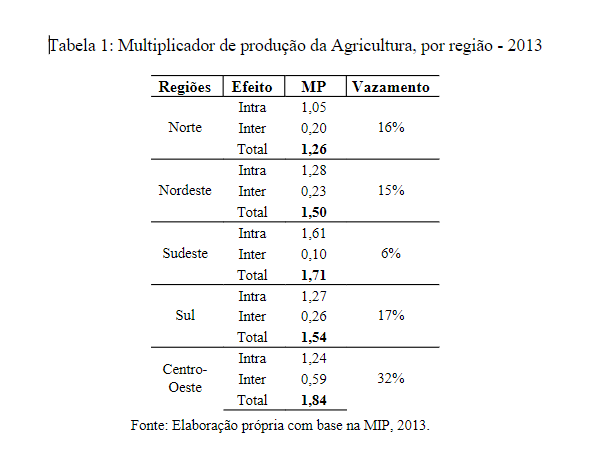 Tabela 1: Multiplicador de produção da Agricultura, por região - 2013
Regiões Efeito MP Vazamento
Norte Intra 1,05 16%
Inter 0,20
Total 1,26
Nordeste Intra 1,28 15%
Inter 0,23
Total 1,50
Sudeste Intra 1,61 6%
Inter 0,10
Total 1,71
Sul Intra 1,27 17%
Inter 0,26
Total 1,54
Centro-
Oeste Intra 1,24 32%
Inter 0,59
Total 1,84
Fonte: Elaboração própria com base na MIP, 2013.